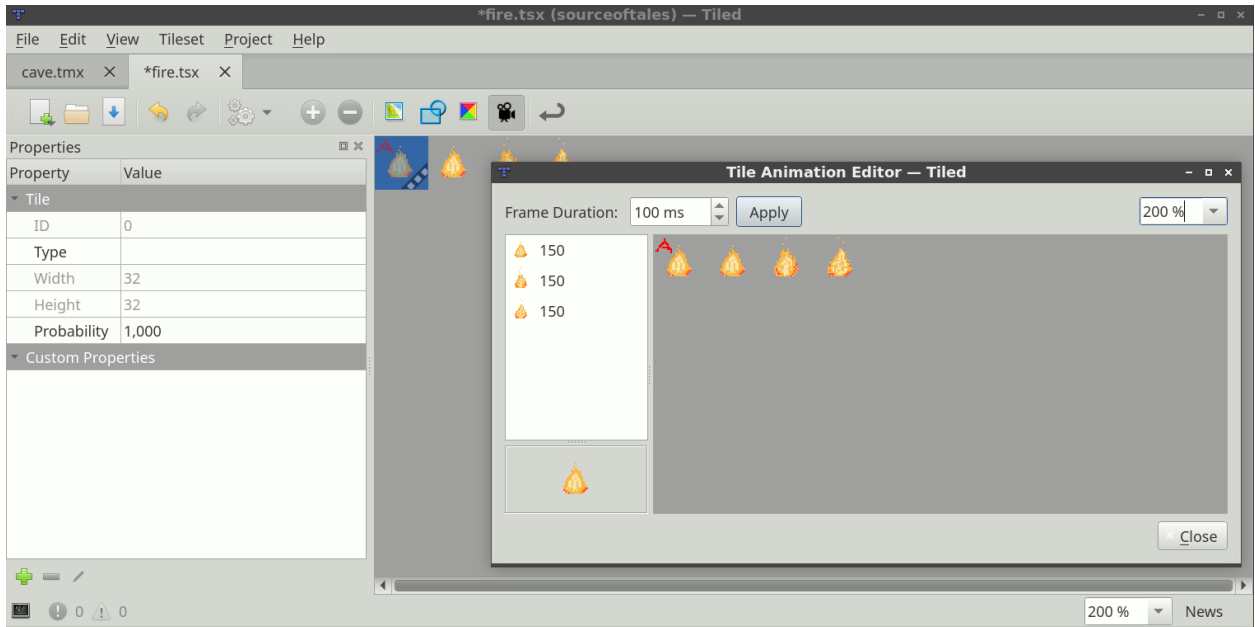 *fire.tsx (sourceoftales) — Tiled
File Edit View Tileset Project Help
cave.tmx *fire.tsx
Properties
Property Value
Tile
ID 0
Type
Width 32
Height 32
Probability 1,000
Custom Properties
Tile Animation Editor — Tiled
Frame Duration: 100 ms Apply 200 %
150
150
150
A
Close
0 0 200 % News